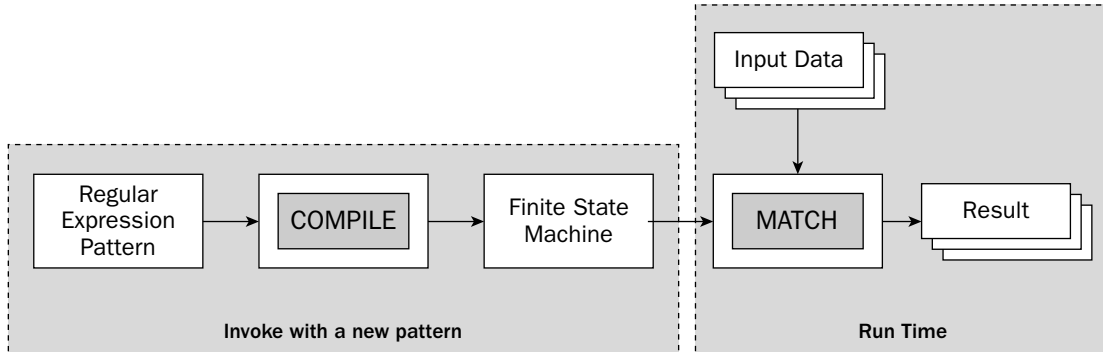 Input Data
Regular
Expression
Pattern
COMPILE
Finite State
Machine
MATCH
Result
Invoke with a new pattern
Run Time